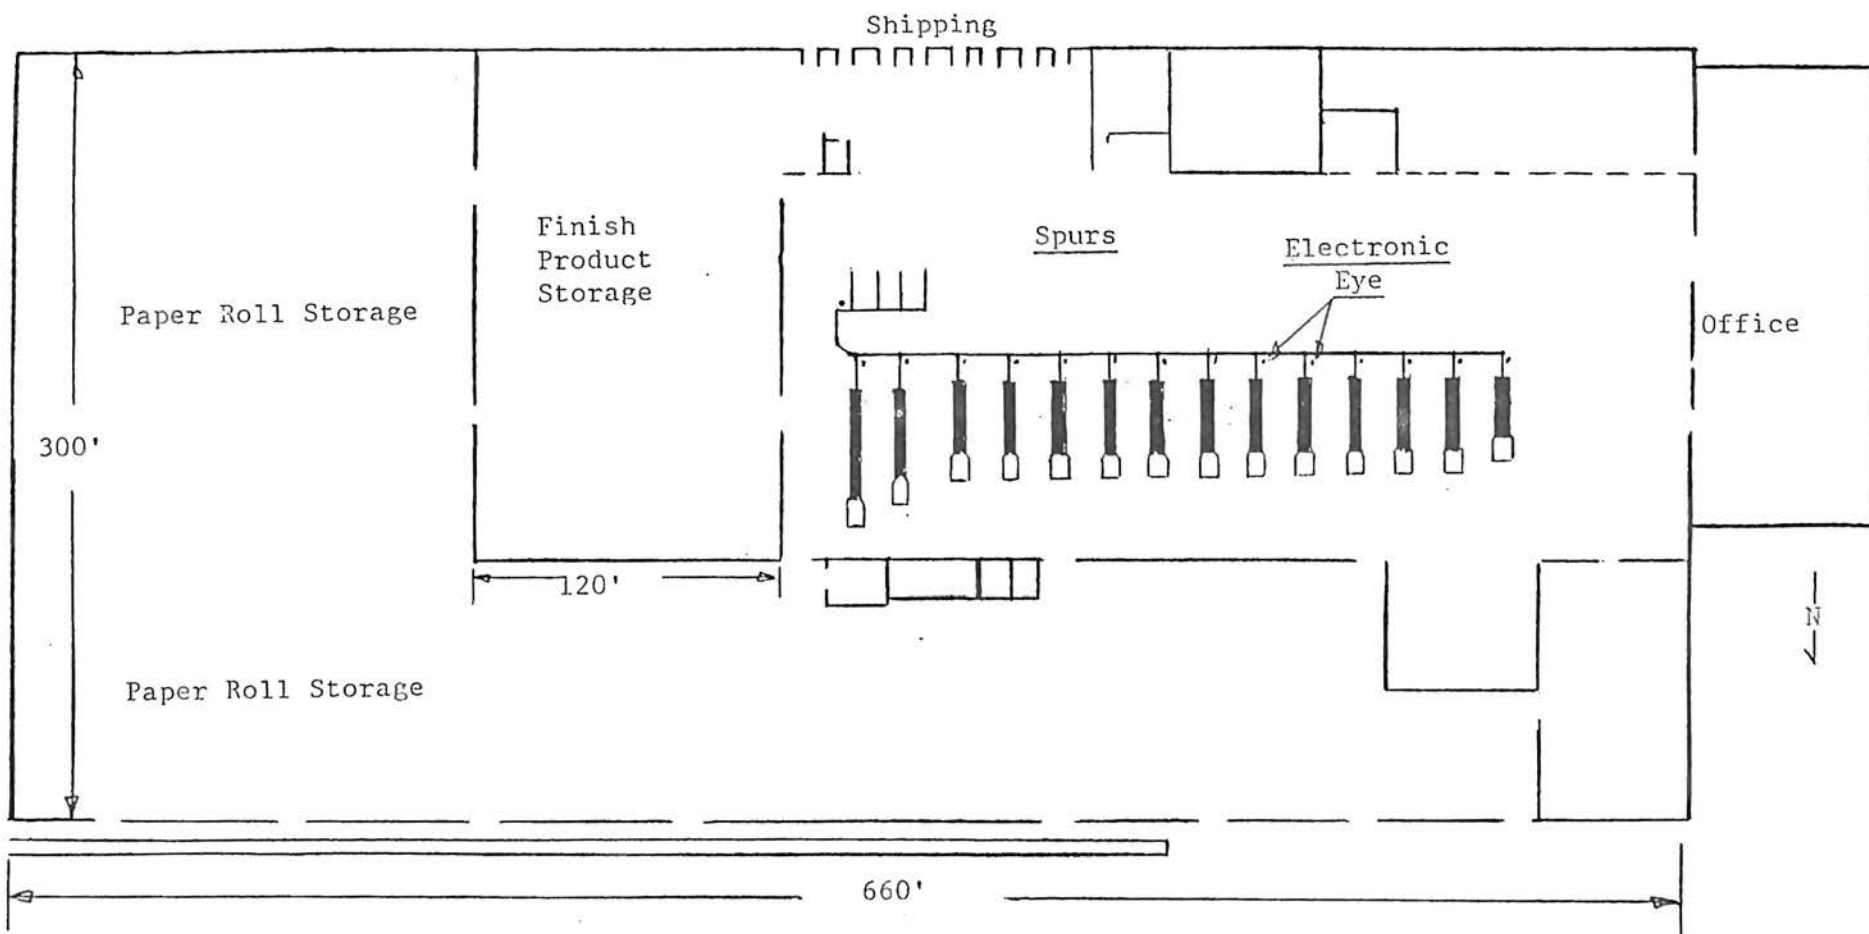 Shipping
Finish
Product
Storage
Spurs
Electronic
Eye
Paper Roll Storage
Office
300'
120'
N
Paper Roll Storage
660'